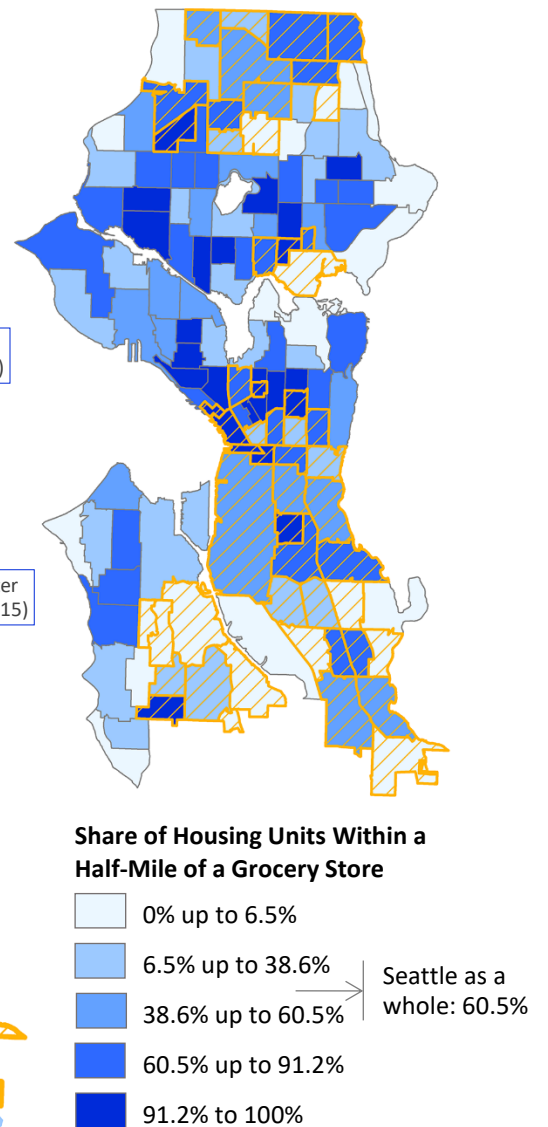 )
er
15)
Share of Housing Units Within a
Half-Mile of a Grocery Store
0% up to 6.5%
6.5% up to 38.6%
38.6% up to 60.5%
60.5% up to 91.2%
91.2% to 100%
Seattle as a
whole: 60.5%